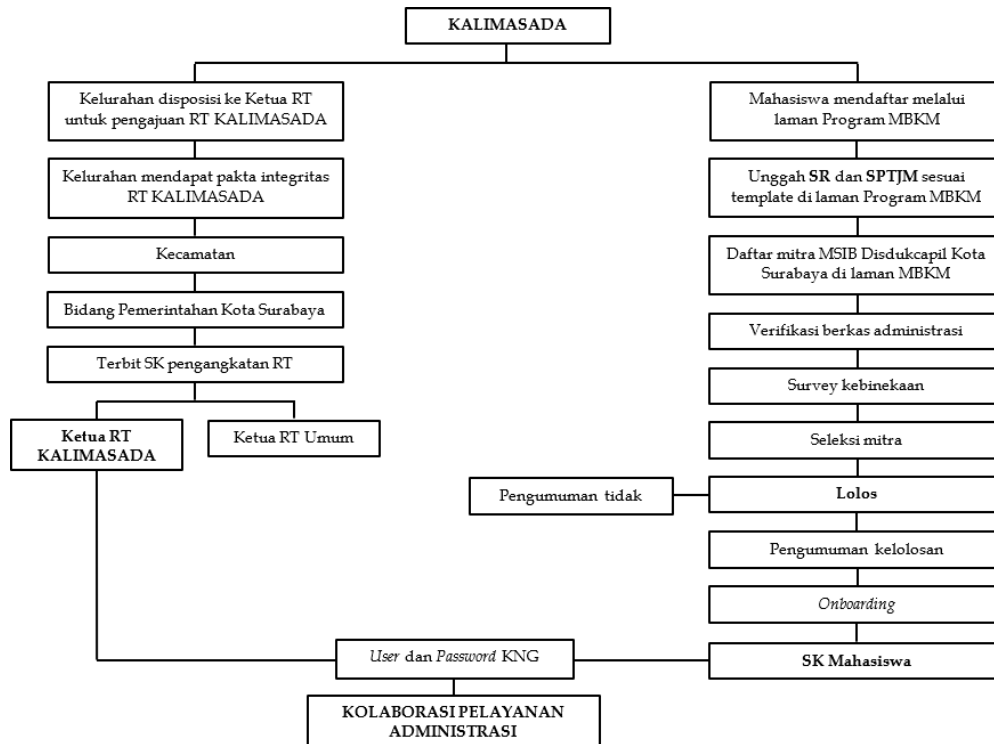 KALIMASADA
Kelurahan disposisi ke Ketua RT
untuk pengajuan RT KALIMASADA
Kelurahan mendapat pakta integritas
RT KALIMASADA
Kecamatan
Bidang Pemerintahan Kota Surabaya
Terbit SK pengangkatan RT
Ketua RT
KALIMASADA
Ketua RT Umum
Mahasiswa mendaftar melalui
laman Program MBKM
Unggah SR dan SPTJM sesuai
template di laman Program MBKM
Daftar mitra MSIB Disdukcapil Kota
Surabaya di laman MBKM
Verifikasi berkas administrasi
Survey kebinekaan
Seleksi mitra
Pengumuman tidak
Lolos
Pengumuman kelolosan
Onboarding
SK Mahasiswa
User dan Password KNG
KOLABORASI PELAYANAN
ADMINISTRASI